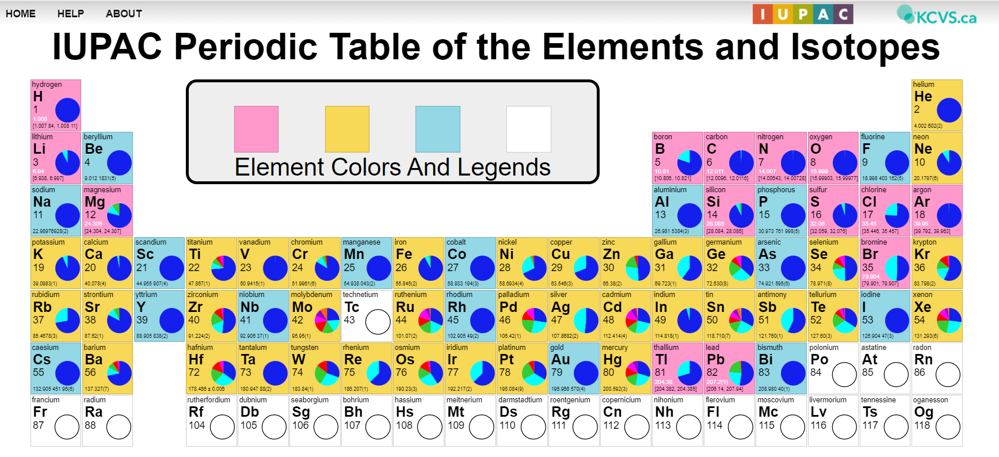 HOME HELP ABOUT IUPAC KCVS.ca
IUPAC Periodic Table of the Elements and Isotopes
hydrogen helium
H He
1 2
1.008
[1.007 84, 1.008 11] 4.002 602(2)
Element Colors And Legends
lithium beryllium boron carbon nitrogen oxygen fluorine neon
Li Be B C N O F Ne
3 4 5 6 7 8 9 10
6.94 10.81 12.011 14.007 15.999
[6.938, 6.997] 9.012 1831(5) [10.806, 10.821] [12.0096, 12.0116] [14.00643, 14.00728] [15.99903, 15.99977] 18.998 403 162(5) 20.1797(6)
sodium magnesium aluminium silicon phosphorus sulfur chlorine argon
Na Mg Al Si P S Cl Ar
11 12 13 14 15 16 17 18
24.305 28.085 32.06 35.45 39.95
22.98976928(2) [24.304, 24.307] 26.981 5384(3) [28.084, 28.086] 30.973 761 998(5) [32.059, 32.076] [35.446, 35.457] [39.792, 39.963]
potassium calcium scandium titanium vanadium chromium manganese iron cobalt nickel copper zinc gallium germanium arsenic selenium bromine krypton
K Ca Sc Ti V Cr Mn Fe Co Ni Cu Zn Ga Ge As Se Br Kr
19 20 21 22 23 24 25 26 27 28 29 30 31 32 33 34 35 36
79.904
39.0983(1) 40.078(4) 44.955 907(4) 47.867(1) 50.9415(1) 51.9961(6) 54.938 043(2) 55.845(2) 58.933 194(3) 58.6934(4) 63.546(3) 65.38(2) 69.723(1) 72.630(8) 74.921 595(6) 78.971(8) [79.901, 79.907] 83.798(2)
rubidium strontium yttrium zirconium niobium molybdenum technetium ruthenium rhodium palladium silver cadmium indium tin antimony tellurium iodine xenon
Rb Sr Y Zr Nb Mo Tc Ru Rh Pd Ag Cd In Sn Sb Te I Xe
37 38 39 40 41 42 43 44 45 46 47 48 49 50 51 52 53 54
85.4678(3) 87.62(1) 88.905 838(2) 91.224(2) 92.906 37(1) 95.95(1) 101.07(2) 102.905 49(2) 106.42(1) 107.8682(2) 112.414(4) 114.818(1) 118.710(7) 121.760(1) 127.60(3) 126.904 47(3) 131.293(6)
caesium barium hafnium tantalum tungsten rhenium osmium iridium platinum gold mercury thallium lead bismuth polonium astatine radon
Cs Ba Hf Ta W Re Os Ir Pt Au Hg Tl Pb Bi Po At Rn
55 56 72 73 74 75 76 77 78 79 80 81 82 83 84 85 86
204.38 207.2(1)
132.905 451 96(6) 137.327(7) 178.486 ± 0.006 180.947 88(2) 183.84(1) 186.207(1) 190.23(3) 192.217(2) 195.084(9) 196.966 570(4) 200.592(3) [204.382, 204.385] [206.14, 207.94] 208.980 40(1)
francium radium rutherfordium dubnium seaborgium bohrium hassium meitnerium darmstadtium roentgenium copernicium nihonium flerovium moscovium livermorium tennessine oganesson
Fr Ra Rf Db Sg Bh Hs Mt Ds Rg Cn Nh Fl Mc Lv Ts Og
87 88 104 105 106 107 108 109 110 111 112 113 114 115 116 117 118